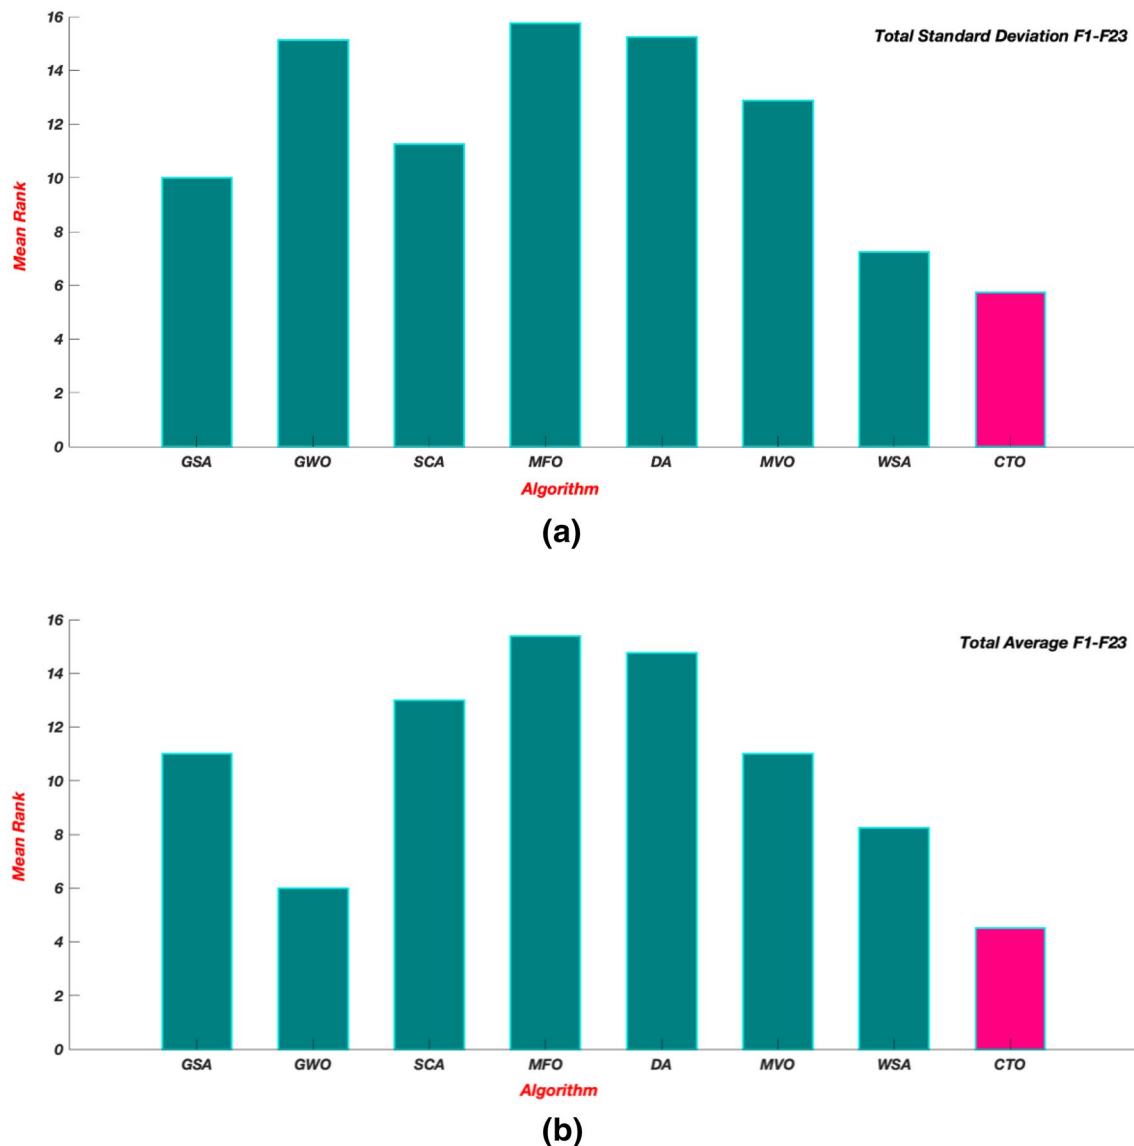 16
Total Standard Deviation F1-F23
14
12
10
Mean Rank
8
6
4
2
0
GSA GWO SCA MFO DA MVO WSA CTO
Algorithm
(a)
16
Total Average F1-F23
14
12
10
Mean Rank
8
6
4
2
0
GSA GWO SCA MFO DA MVO WSA CTO
Algorithm
(b)